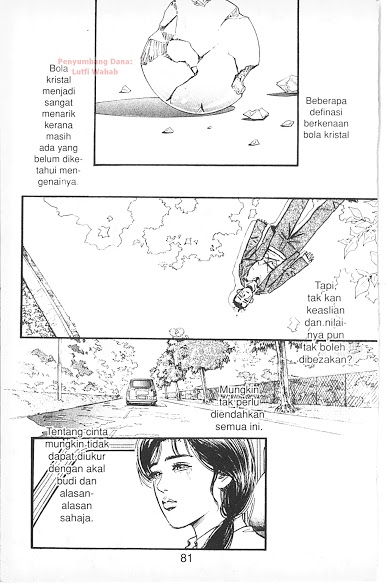 Penyumbang Dana:
Lutfi Wahab
Beberapa
definasi
berkenaan
bola kristal
Bola
kristal
menjadi
sangat
menarik
kerana
masih
ada yang
belum dike-
tahui men-
genainya.
Tapi,
tak kan
keaslian
dan nilai-
nya pun
tak boleh
dibezakan?
Mungkin
tak perlu
diendahkan
semua ini.
Tentang cinta
mungkin tidak
dapat diukur
dengan akal
budi dan
alasan-
alasan
sahaja.
81